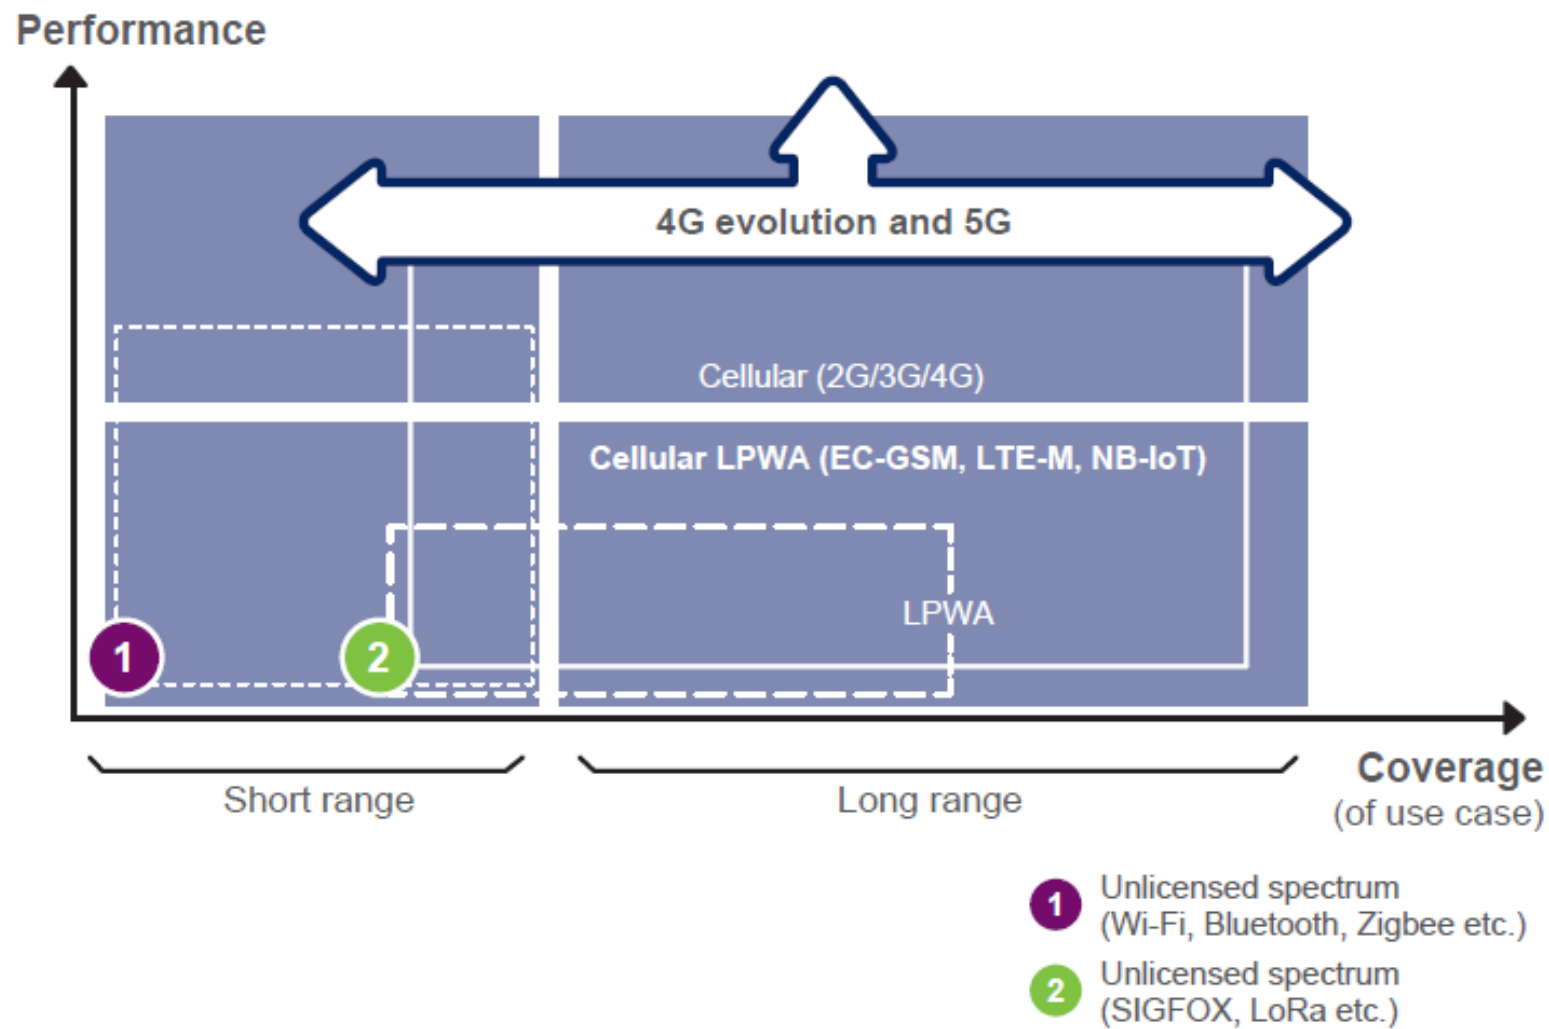 Performance
4G evolution and 5G
Cellular (2G/3G/4G)
Cellular LPWA (EC-GSM, LTE-M, NB-IoT)
LPWA
1
2
Short range
Long range
Coverage
(of use case)
1
Unlicensed spectrum
(Wi-Fi, Bluetooth, Zigbee etc.)
2
Unlicensed spectrum
(SIGFOX, LoRa etc.)